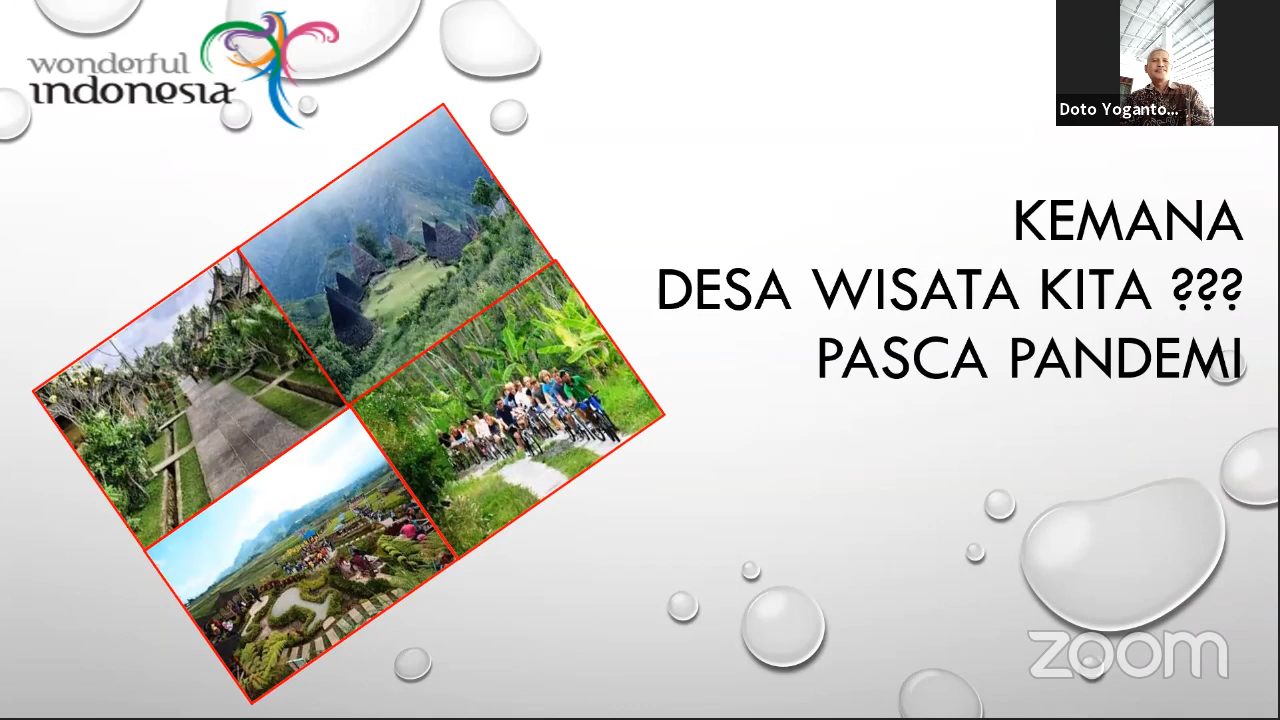 wonderful
indonesia
Doto Yoganto...
KEMANA
DESA WISATA KITA ???
PASCA PANDEMI
zoom